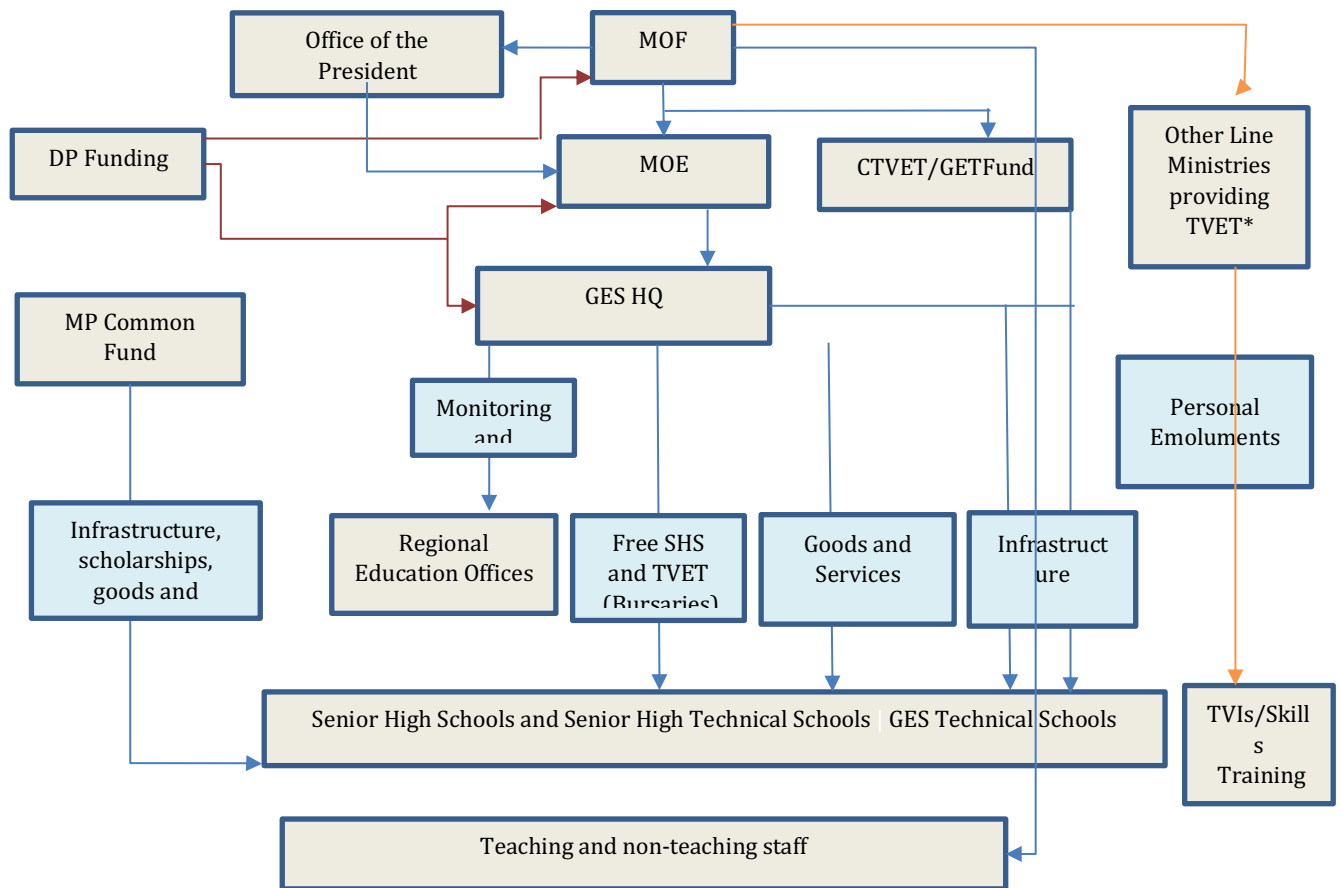 Office of the
President
MOF
DP Funding
MOE
CTVET/GETFund
Other Line
Ministries
providing
TVET*
GES HQ
MP Common
Fund
Monitoring
and
Personal
Emoluments
Infrastructure,
scholarships,
goods and
Regional
Education Offices
Free SHS
and TVET
(Bursaries)
Goods and
Services
Infrastruct
ure
Senior High Schools and Senior High Technical Schools | GES Technical Schools
TVIs/Skill
s
Training
Teaching and non-teaching staff